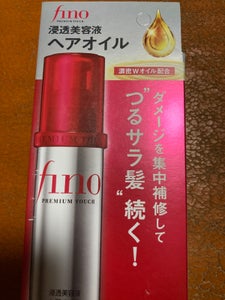 fino
PREMIUM TOUCH
浸透美容液
ヘアオイル
濃密Wオイル配合
ダメージを集中補修して
"つるサラ髪"続く!
fino
PREMIUM TOUCH
浸透美容液